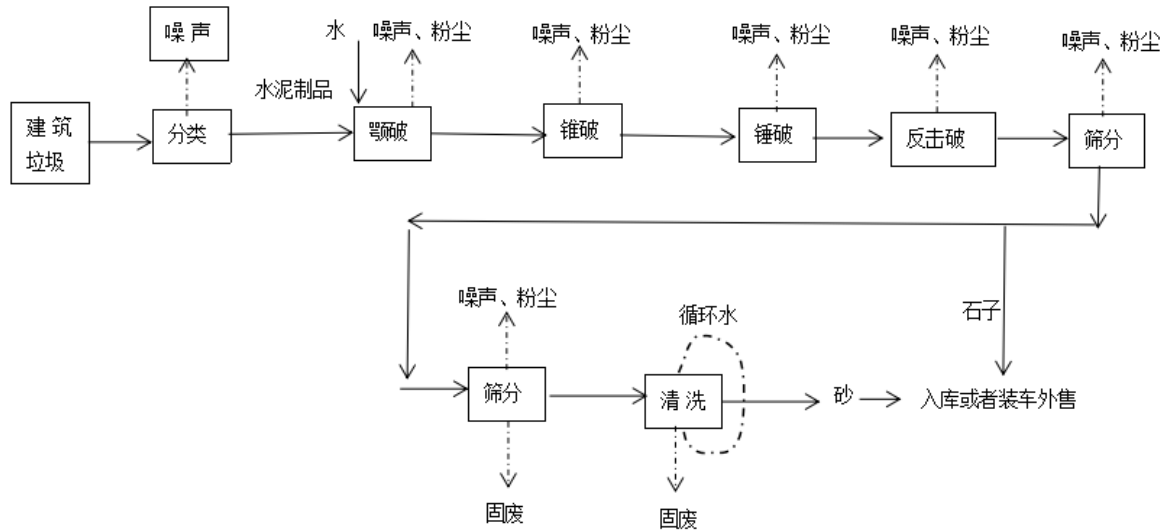 噪 声
水
噪声、粉尘
噪声、粉尘
噪声、粉尘
噪声、粉尘
噪声、粉尘
水泥制品
建 筑
垃圾
分类
颚破
锥破
锤破
反击破
筛分
噪声、粉尘
循环水
石子
筛分
清 洗
砂
入库或者装车外售
固废
固废